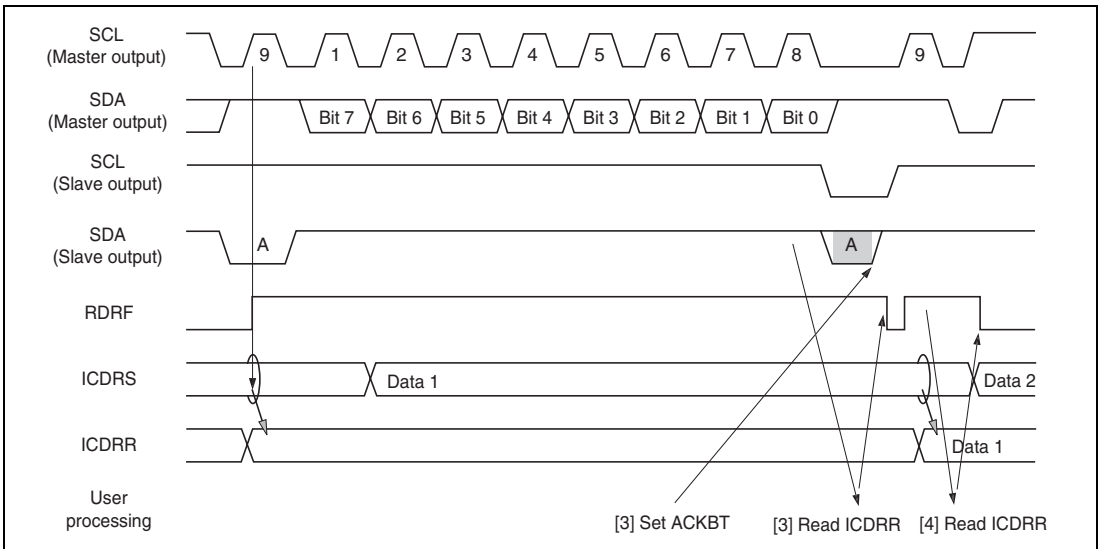 SCL
(Master output)
9 1 2 3 4 5 6 7 8 9
SDA
(Master output)
Bit 7 Bit 6 Bit 5 Bit 4 Bit 3 Bit 2 Bit 1 Bit 0
SCL
(Slave output)
SDA
(Slave output)
A A
RDRF
ICDRS
Data 1 Data 2
ICDRR
Data 1
User
processing
[3] Set ACKBT [3] Read ICDRR [4] Read ICDRR